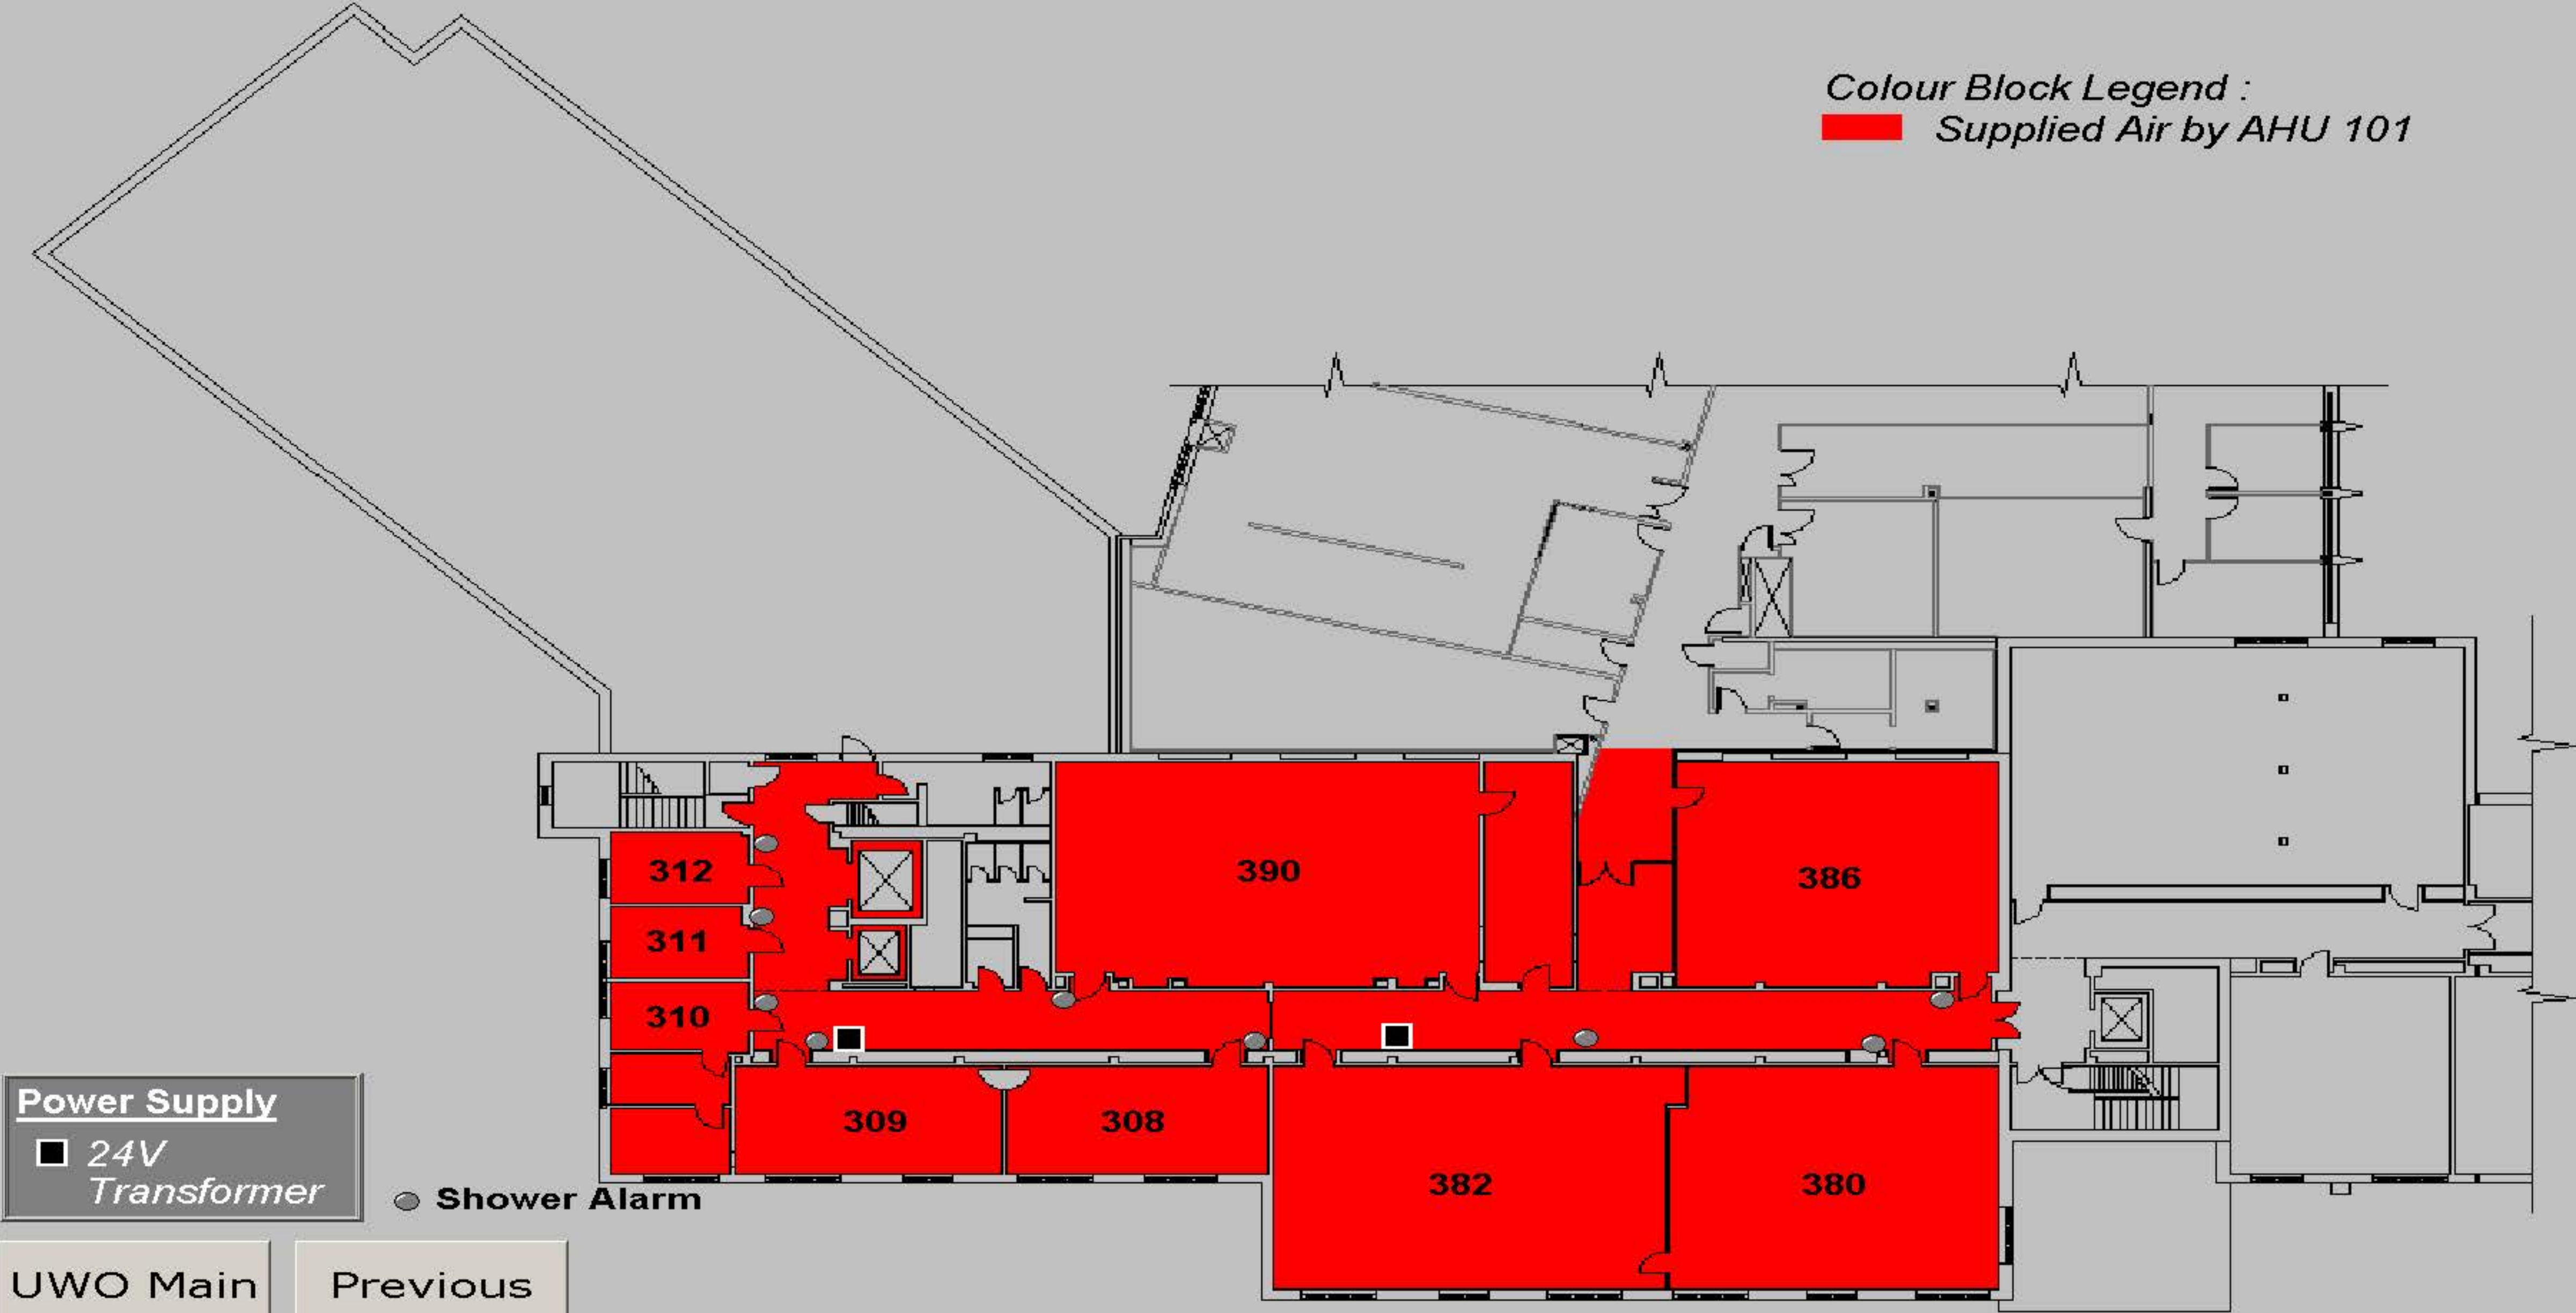 Colour Block Legend :
Supplied Air by AHU 101
312
390
386
311
310
309
308
382
380
Power Supply
24V
Transformer
Shower Alarm
UWO Main
Previous